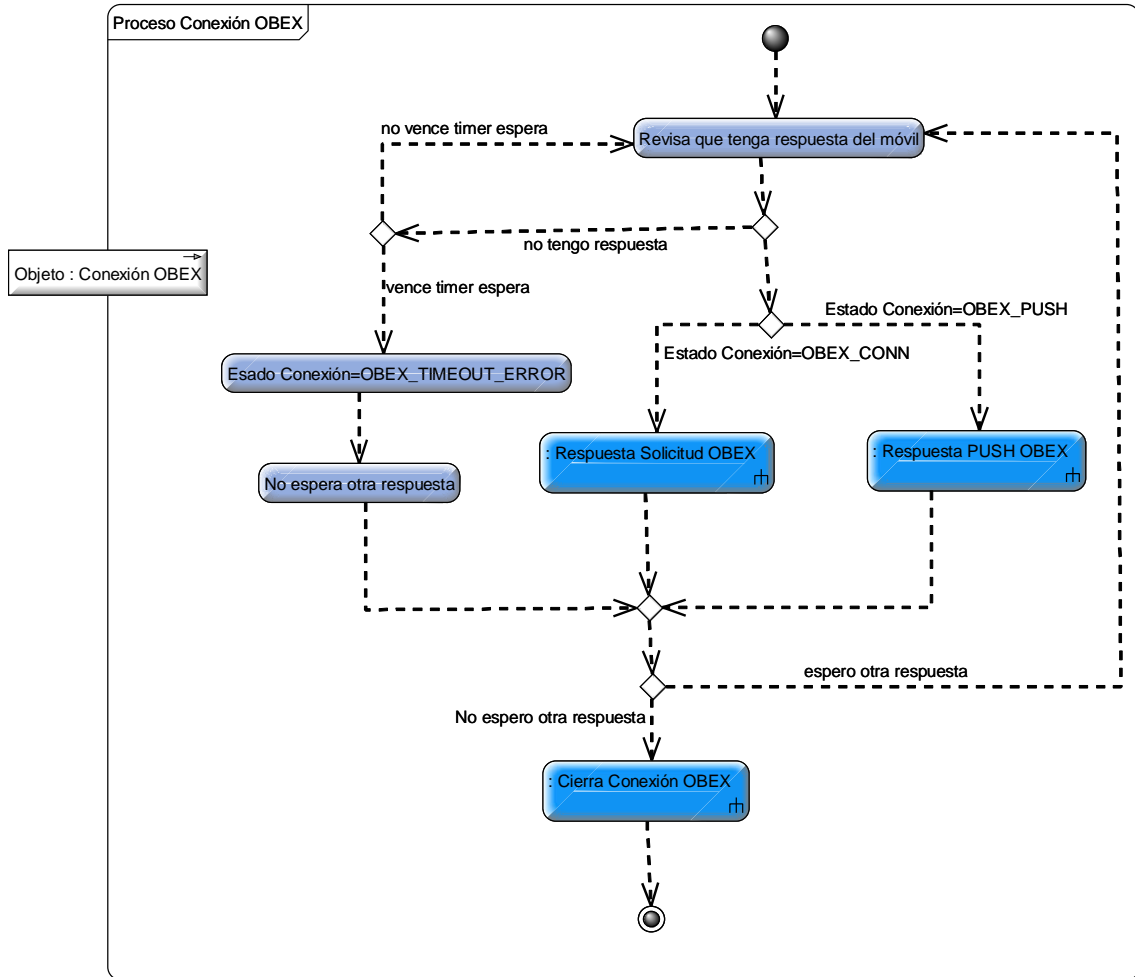 Proceso Conexión OBEX
Revisa que tenga respuesta del móvil
no vence timer espera
no tengo respuesta
Objeto : Conexión OBEX
vence timer espera
Estado Conexión=OBEX_PUSH
Estado Conexión=OBEX_CONN
Esado Conexión=OBEX_TIMEOUT_ERROR
: Respuesta Solicitud OBEX
: Respuesta PUSH OBEX
No espera otra respuesta
espero otra respuesta
No espero otra respuesta
: Cierra Conexión OBEX